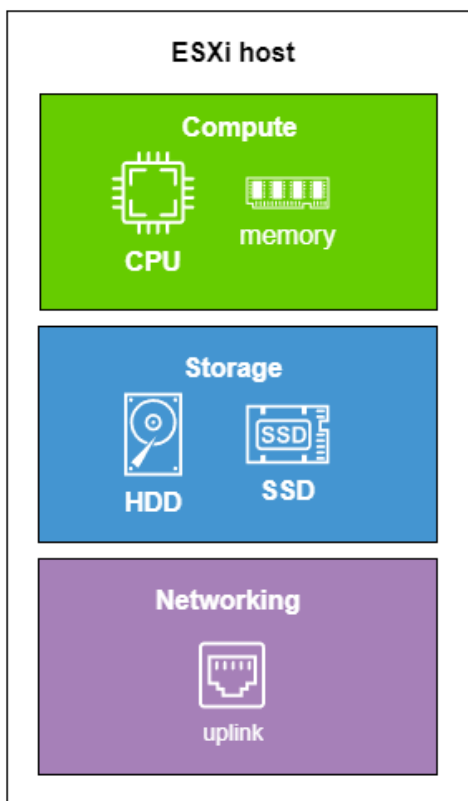 ESXi host
Compute
CPU
memory
Storage
SSD
HDD
SSD
Networking
uplink